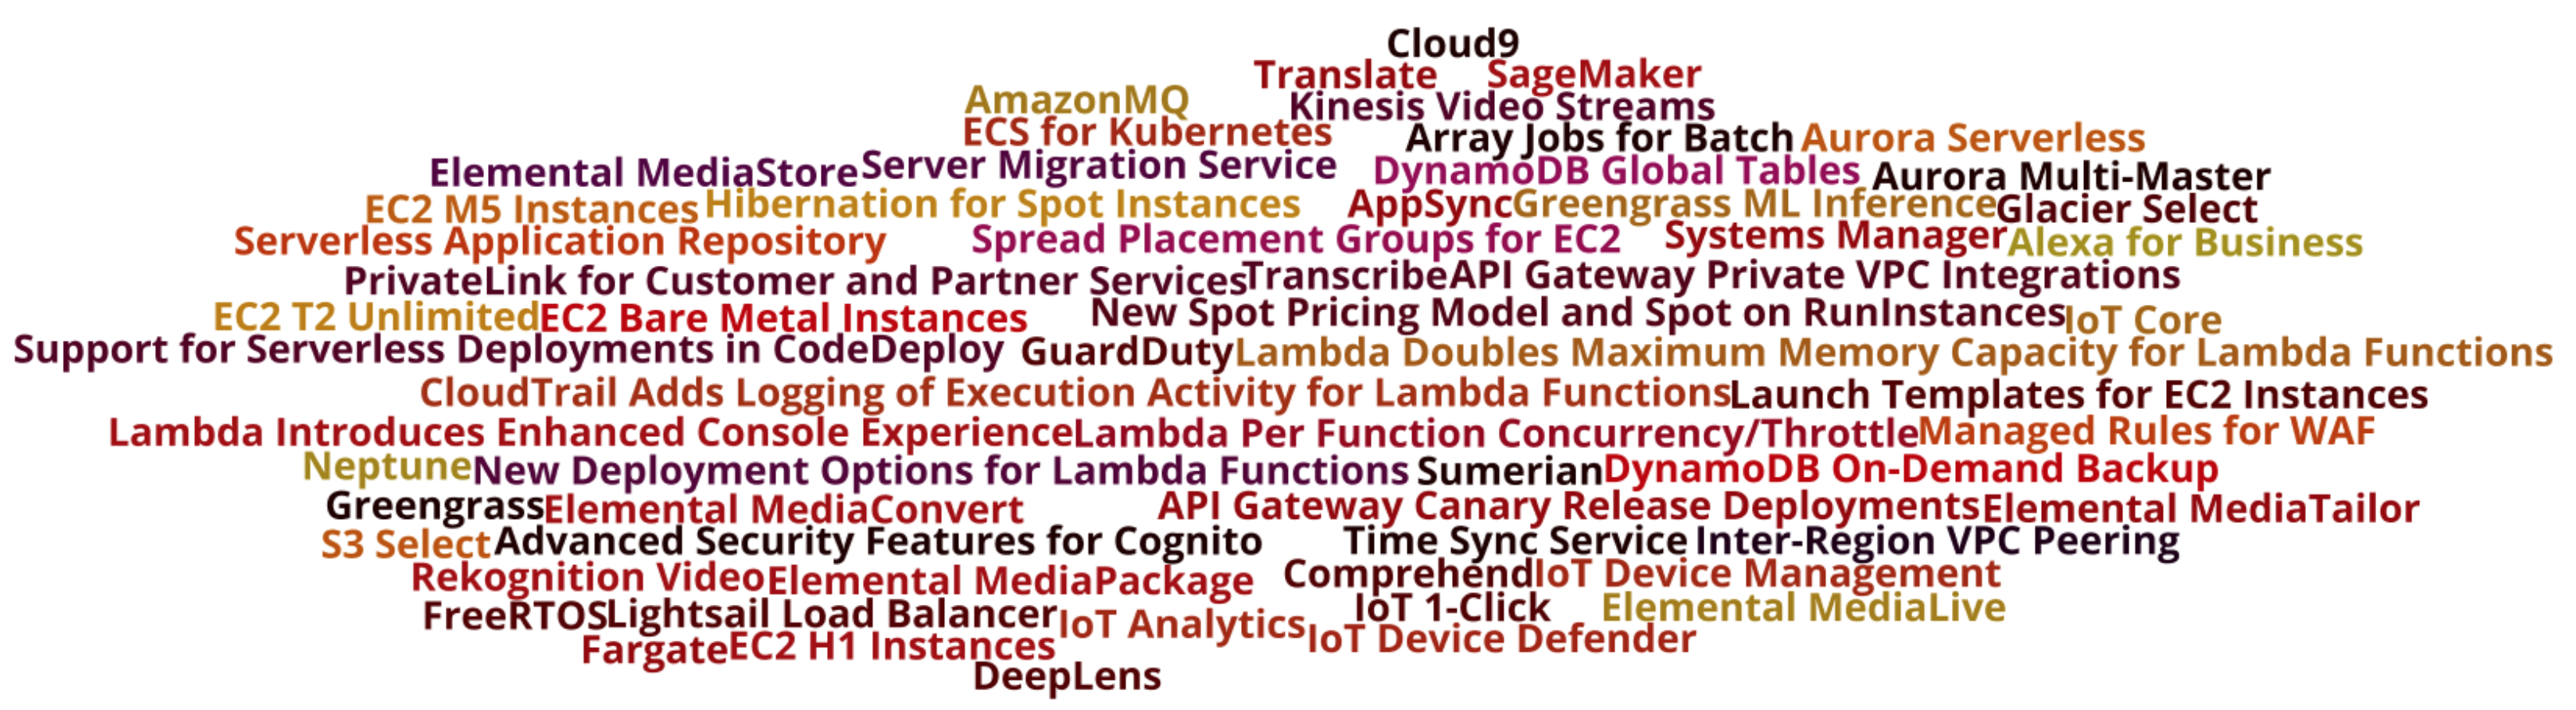 Cloud9
Translate SageMaker
AmazonMQ Kinesis Video Streams
ECS for Kubernetes Array Jobs for Batch Aurora Serverless
Elemental MediaStore Server Migration Service DynamoDB Global Tables Aurora Multi-Master
EC2 M5 Instances Hibernation for Spot Instances AppSync Greengrass ML Inference Glacier Select
Serverless Application Repository Spread Placement Groups for EC2 Systems Manager Alexa for Business
PrivateLink for Customer and Partner Services Transcribe API Gateway Private VPC Integrations
EC2 T2 Unlimited EC2 Bare Metal Instances New Spot Pricing Model and Spot on RunInstances IoT Core
Support for Serverless Deployments in CodeDeploy GuardDuty Lambda Doubles Maximum Memory Capacity for Lambda Functions
CloudTrail Adds Logging of Execution Activity for Lambda Functions Launch Templates for EC2 Instances
Lambda Introduces Enhanced Console Experience Lambda Per Function Concurrency/Throttle Managed Rules for WAF
Neptune New Deployment Options for Lambda Functions Sumerian DynamoDB On-Demand Backup
Greengrass Elemental MediaConvert API Gateway Canary Release Deployments Elemental MediaTailor
S3 Select Advanced Security Features for Cognito Time Sync Service Inter-Region VPC Peering
Rekognition Video Elemental MediaPackage Comprehend IoT Device Management
FreeRTOS Lightsail Load Balancer IoT Analytics IoT 1-Click Elemental MediaLive
Fargate EC2 H1 Instances IoT Device Defender
DeepLens